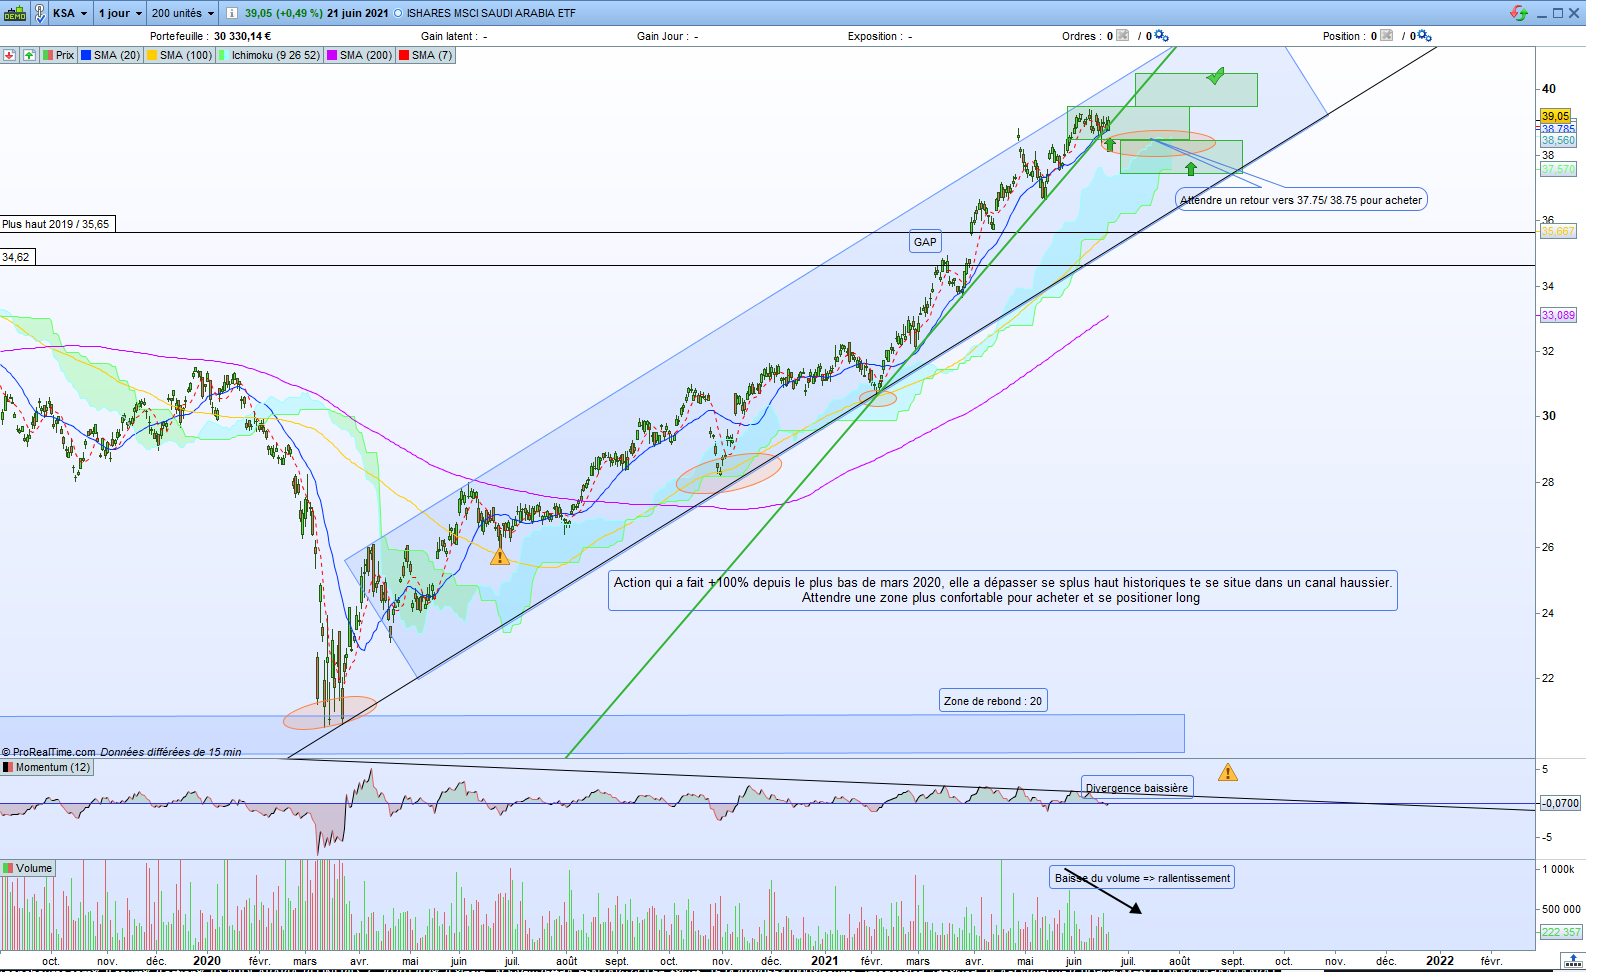 DEMO KSA 1 jour 200 unités i 39,05 (+0,49 %) 21 juin 2021 ISHARES MSCI SAUDI ARABIA ETF
Portefeuille : 30 330,14 € Gain latent : - Gain Jour : - Exposition : - Ordres : 0 / 0 Position : 0 / 0
Prix SMA (20) SMA (100) Ichimoku (9 26 52) SMA (200) SMA (7)
40
39,05
38,785
38,560
38
37,570
Attendre un retour vers 37.75/ 38.75 pour acheter
Plus haut 2019 / 35,65
36
35,667
GAP
34,62
34
33,089
32
30
28
26
Action qui a fait +100% depuis le plus bas de mars 2020, elle a dépasser se splus haut historiques te se situe dans un canal haussier.
Attendre une zone plus confortable pour acheter et se positioner long
24
22
Zone de rebond : 20
© ProRealTime.com Données différées de 15 min
Momentum (12)
5
Divergence baissière
-0,0700
-5
Volume
1 000k
Baisse du volume => rallentissement
500 000
222 357
oct. nov. déc. 2020 févr. mars avr. mai juin juil. août sept. oct. nov. déc. 2021 févr. mars avr. mai juin juil. août sept. oct. nov. déc. 2022 févr.